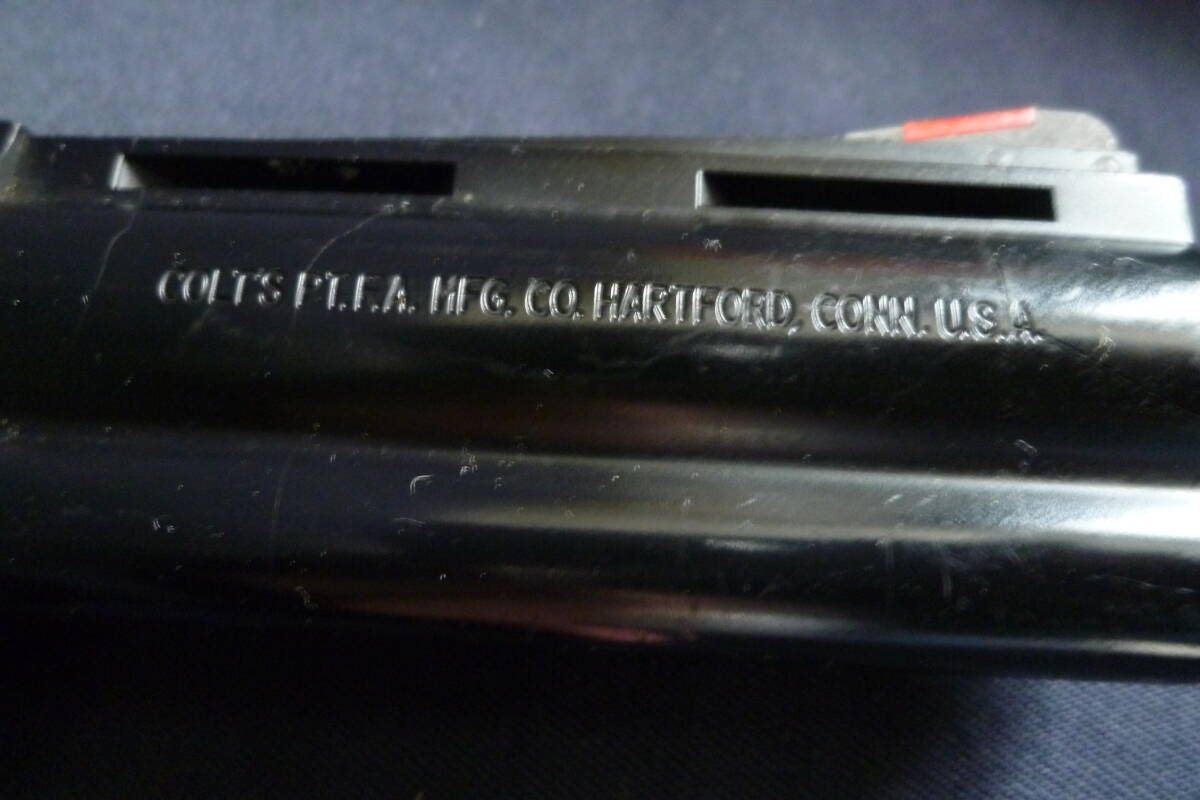 COLT'S PT.F.A. MFG. CO. HARTFORD, CONN. U.S.A.